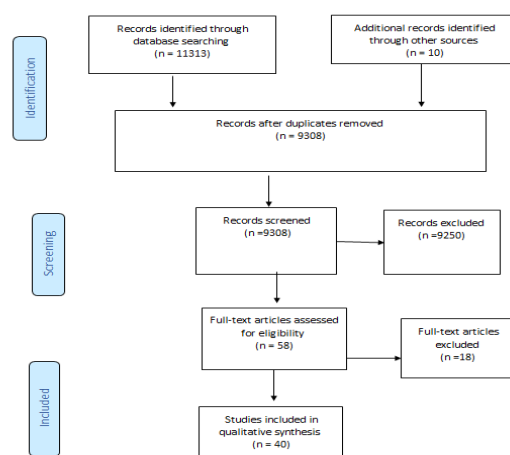 Records identified through
database searching
(n = 11313)
Additional records identified
through other sources
(n = 10)
Identification
Records after duplicates removed
(n = 9308)
Records screened
(n =9308)
Records excluded
(n =9250)
Screening
Full-text articles assessed
for eligibility
(n = 58)
Full-text articles
excluded
(n =18)
Included
Studies included in
qualitative synthesis
(n = 40)